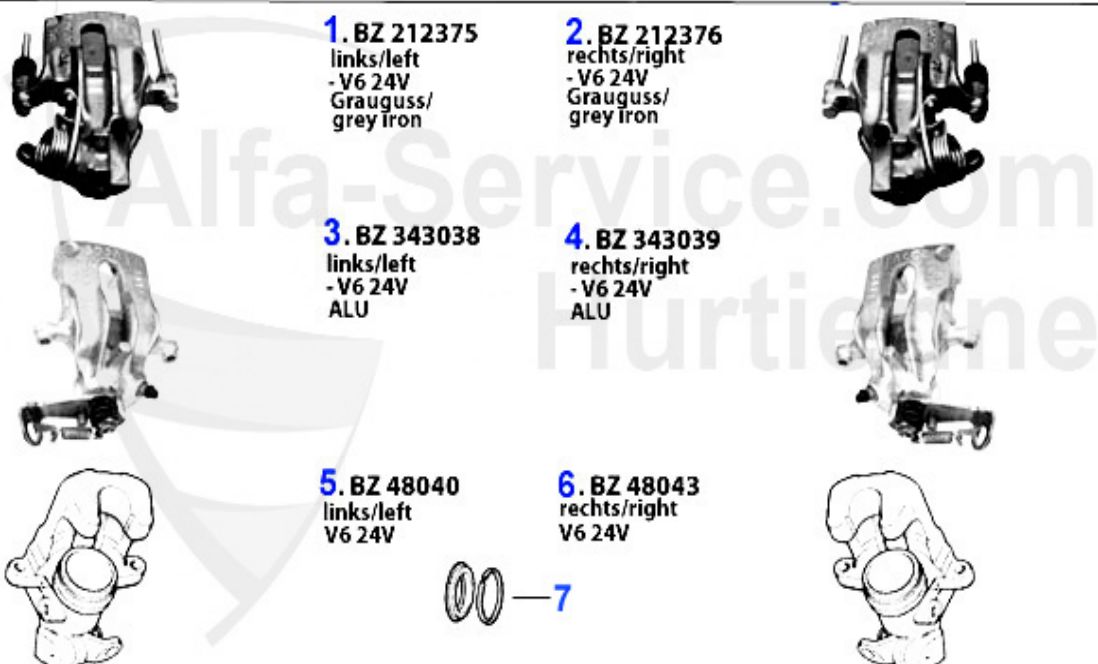 1. BZ 212375
links/left
- V6 24V
Grauguss/
grey iron
2. BZ 212376
rechts/right
- V6 24V
Grauguss/
grey iron
Alfa-Service.com
Hurtienne
3. BZ 343038
links/left
- V6 24V
ALU
4. BZ 343039
rechts/right
- V6 24V
ALU
5. BZ 48040
links/left
V6 24V
6. BZ 48043
rechts/right
V6 24V
7